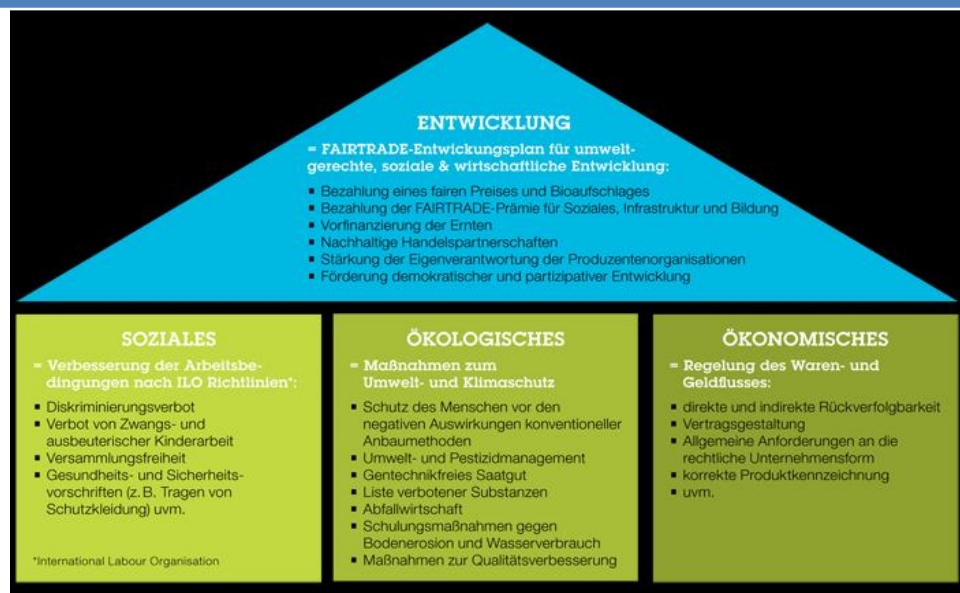 ENTWICKLUNG
= FAIRTRADE-Entwickungsplan für umwelt-
gerechte, soziale & wirtschaftliche Entwicklung:
▪ Bezahlung eines fairen Preises und Bioaufschlages
▪ Bezahlung der FAIRTRADE-Prämie für Soziales, Infrastruktur und Bildung
▪ Vorfinanzierung der Ernten
▪ Nachhaltige Handelspartnerschaften
▪ Stärkung der Eigenverantwortung der Produzentenorganisationen
▪ Förderung demokratischer und partizipativer Entwicklung
SOZIALES
= Verbesserung der Arbeitsbe-
dingungen nach ILO Richtlinien*:
▪ Diskriminierungsverbot
▪ Verbot von Zwangs- und
ausbeuterischer Kinderarbeit
▪ Versammlungsfreiheit
▪ Gesundheits- und Sicherheits-
vorschriften (z. B. Tragen von
Schutzkleidung) uvm.
*International Labour Organisation
ÖKOLOGISCHES
= Maßnahmen zum
Umwelt- und Klimaschutz
▪ Schutz des Menschen vor den
negativen Auswirkungen konventioneller
Anbaumethoden
▪ Umwelt- und Pestizidmanagement
▪ Gentechnikfreies Saatgut
▪ Liste verbotener Substanzen
▪ Abfallwirtschaft
▪ Schulungsmaßnahmen gegen
Bodenerosion und Wasserverbrauch
▪ Maßnahmen zur Qualitätsverbesserung
ÖKONOMISCHES
= Regelung des Waren- und
Geldflusses:
▪ direkte und indirekte Rückverfolgbarkeit
▪ Vertragsgestaltung
▪ Allgemeine Anforderungen an die
rechtliche Unternehmensform
▪ korrekte Produktkennzeichnung
▪ uvm.